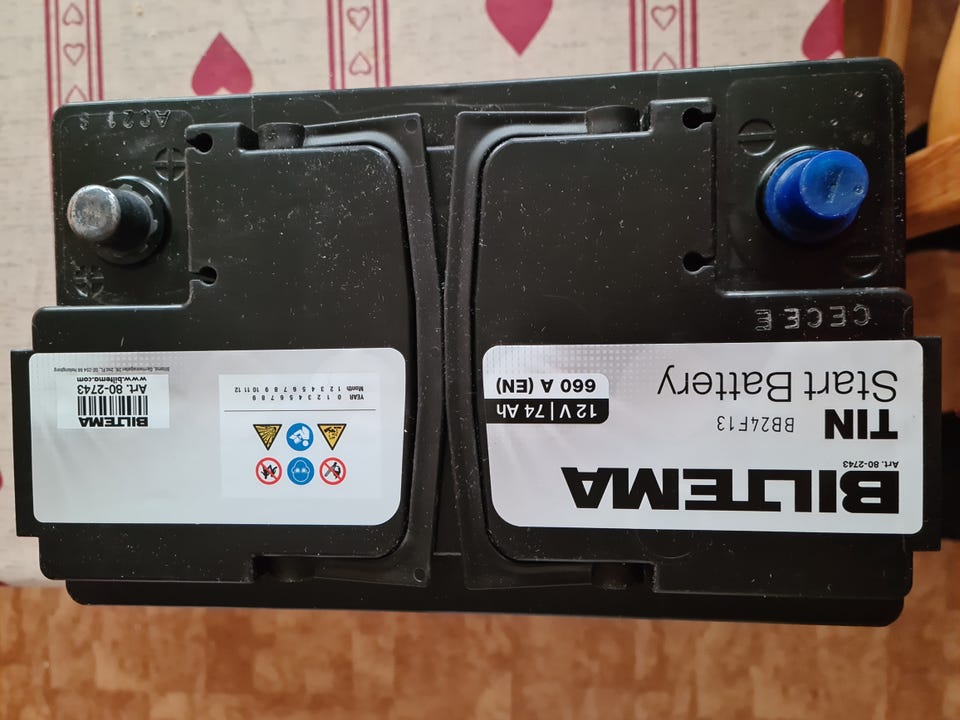 BILTEMA
Art. 80-2743
TIN BB24F13
Start Battery
12V | 74 Ah
660 A (EN)
YEAR 0 1 2 3 4 5 6 7 8 9
Month 1 2 3 4 5 6 7 8 9 10 11 12
BILTEMA
Art. 80-2743
www.biltema.com